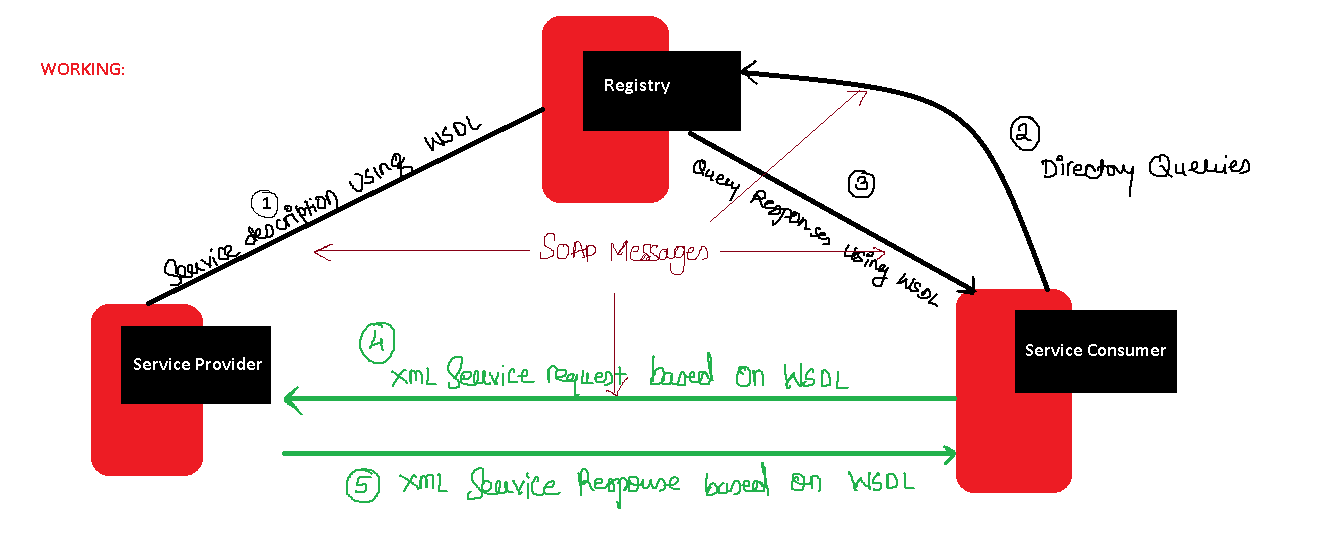 WORKING:
Registry
1
Service description using WSDL
2
Directory Queries
3
Query Responses using WSDL
SOAP Messages
Service Provider
Service Consumer
4
XML Service request based on WSDL
5 XML Service Response based on WSDL